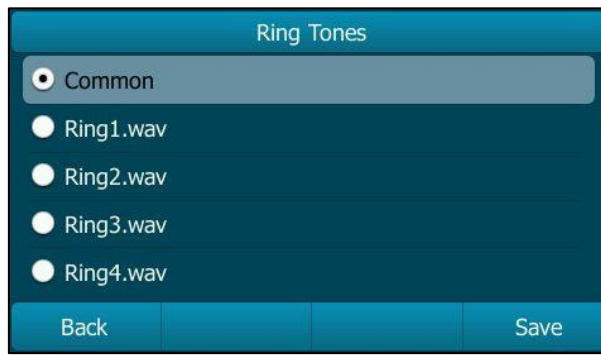 Ring Tones
Common
Ring1.wav
Ring2.wav
Ring3.wav
Ring4.wav
Back Save